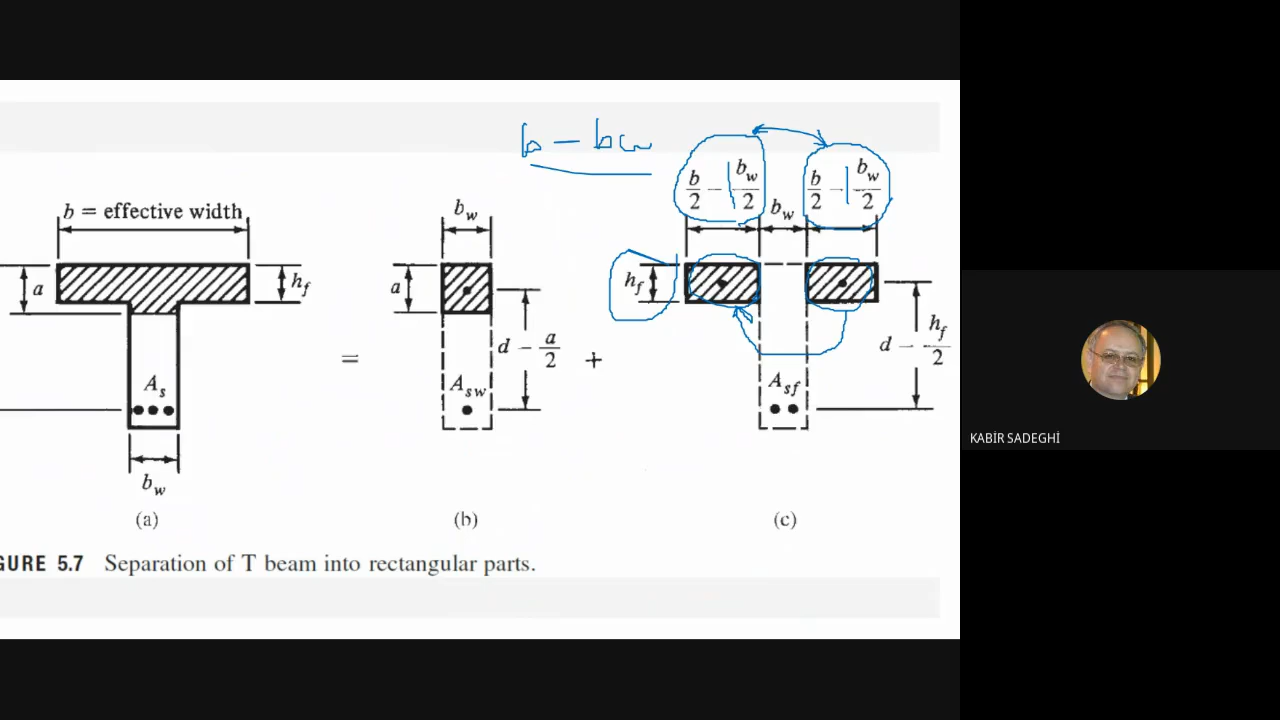 b − bw
b/2 − bw/2 b/2 − bw/2
b = effective width bw bw
a hf a hf
d − a/2 d − hf/2
= +
As Asw Asf
bw
(a) (b) (c)
GURE 5.7 Separation of T beam into rectangular parts.
KABİR SADEGHİ